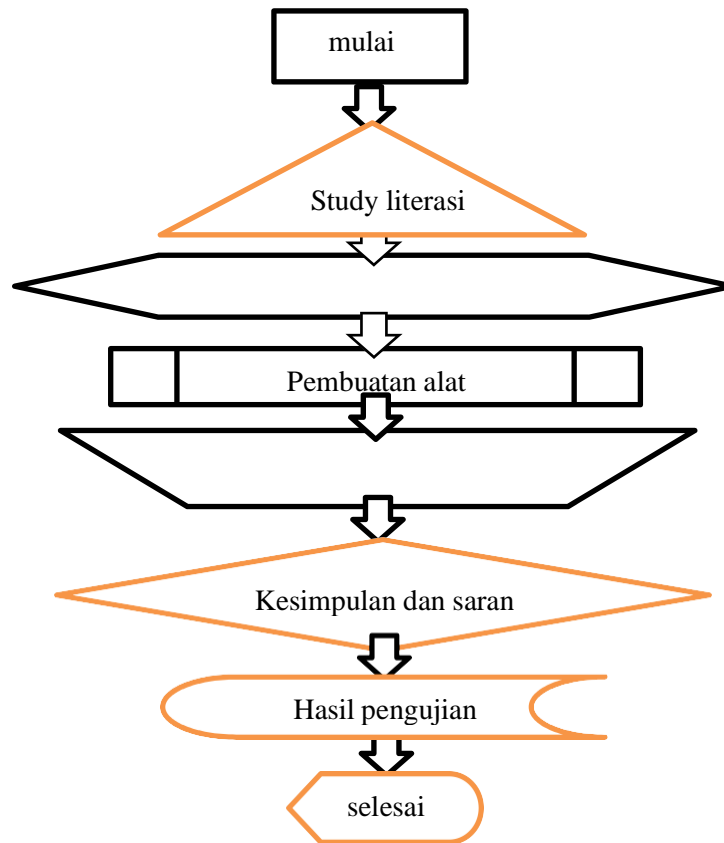 mulai
Study literasi
Pembuatan alat
Kesimpulan dan saran
Hasil pengujian
selesai